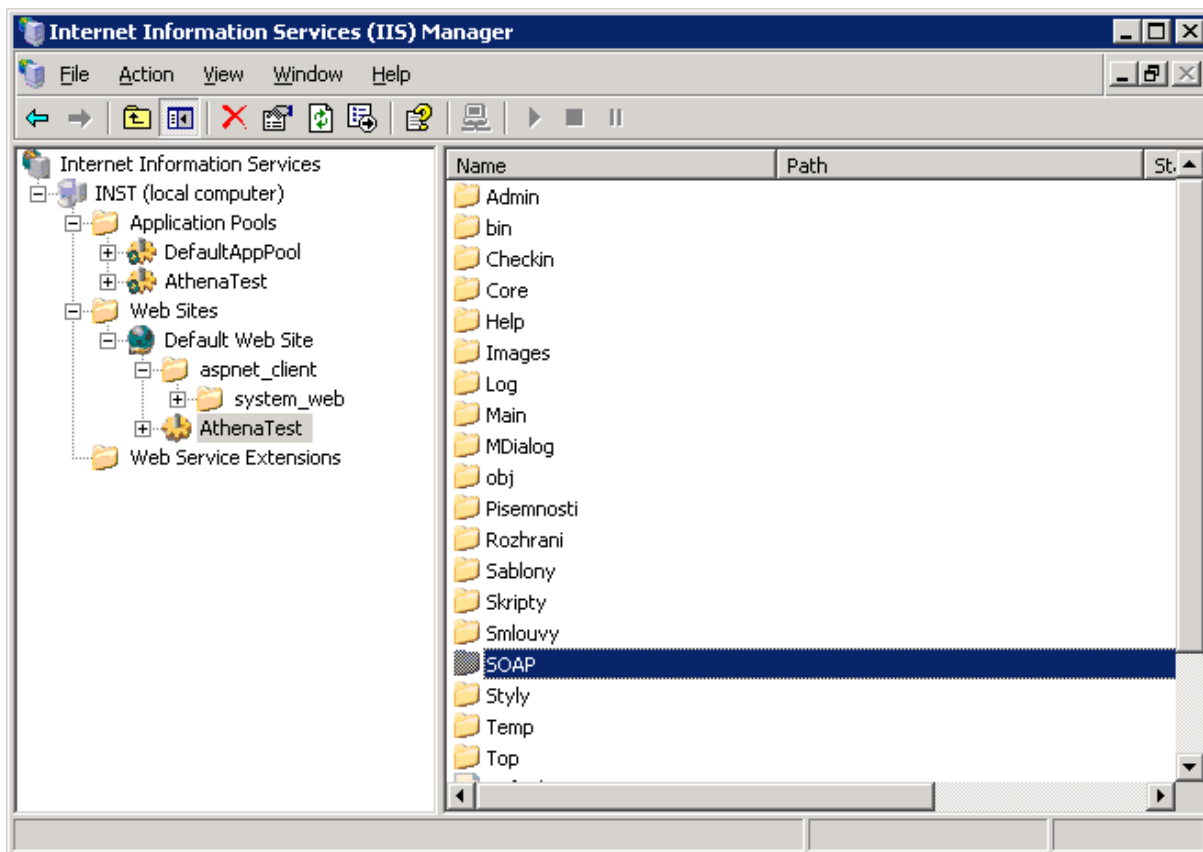 Internet Information Services (IIS) Manager
File Action View Window Help
Internet Information Services
INST (local computer)
Application Pools
DefaultAppPool
AthenaTest
Web Sites
Default Web Site
aspnet_client
system_web
AthenaTest
Web Service Extensions
Name Path
Admin
bin
Checkin
Core
Help
Images
Log
Main
MDialog
obj
Pisemnosti
Rozhrani
Sablony
Skripty
Smlouvy
SOAP
Styly
Temp
Top